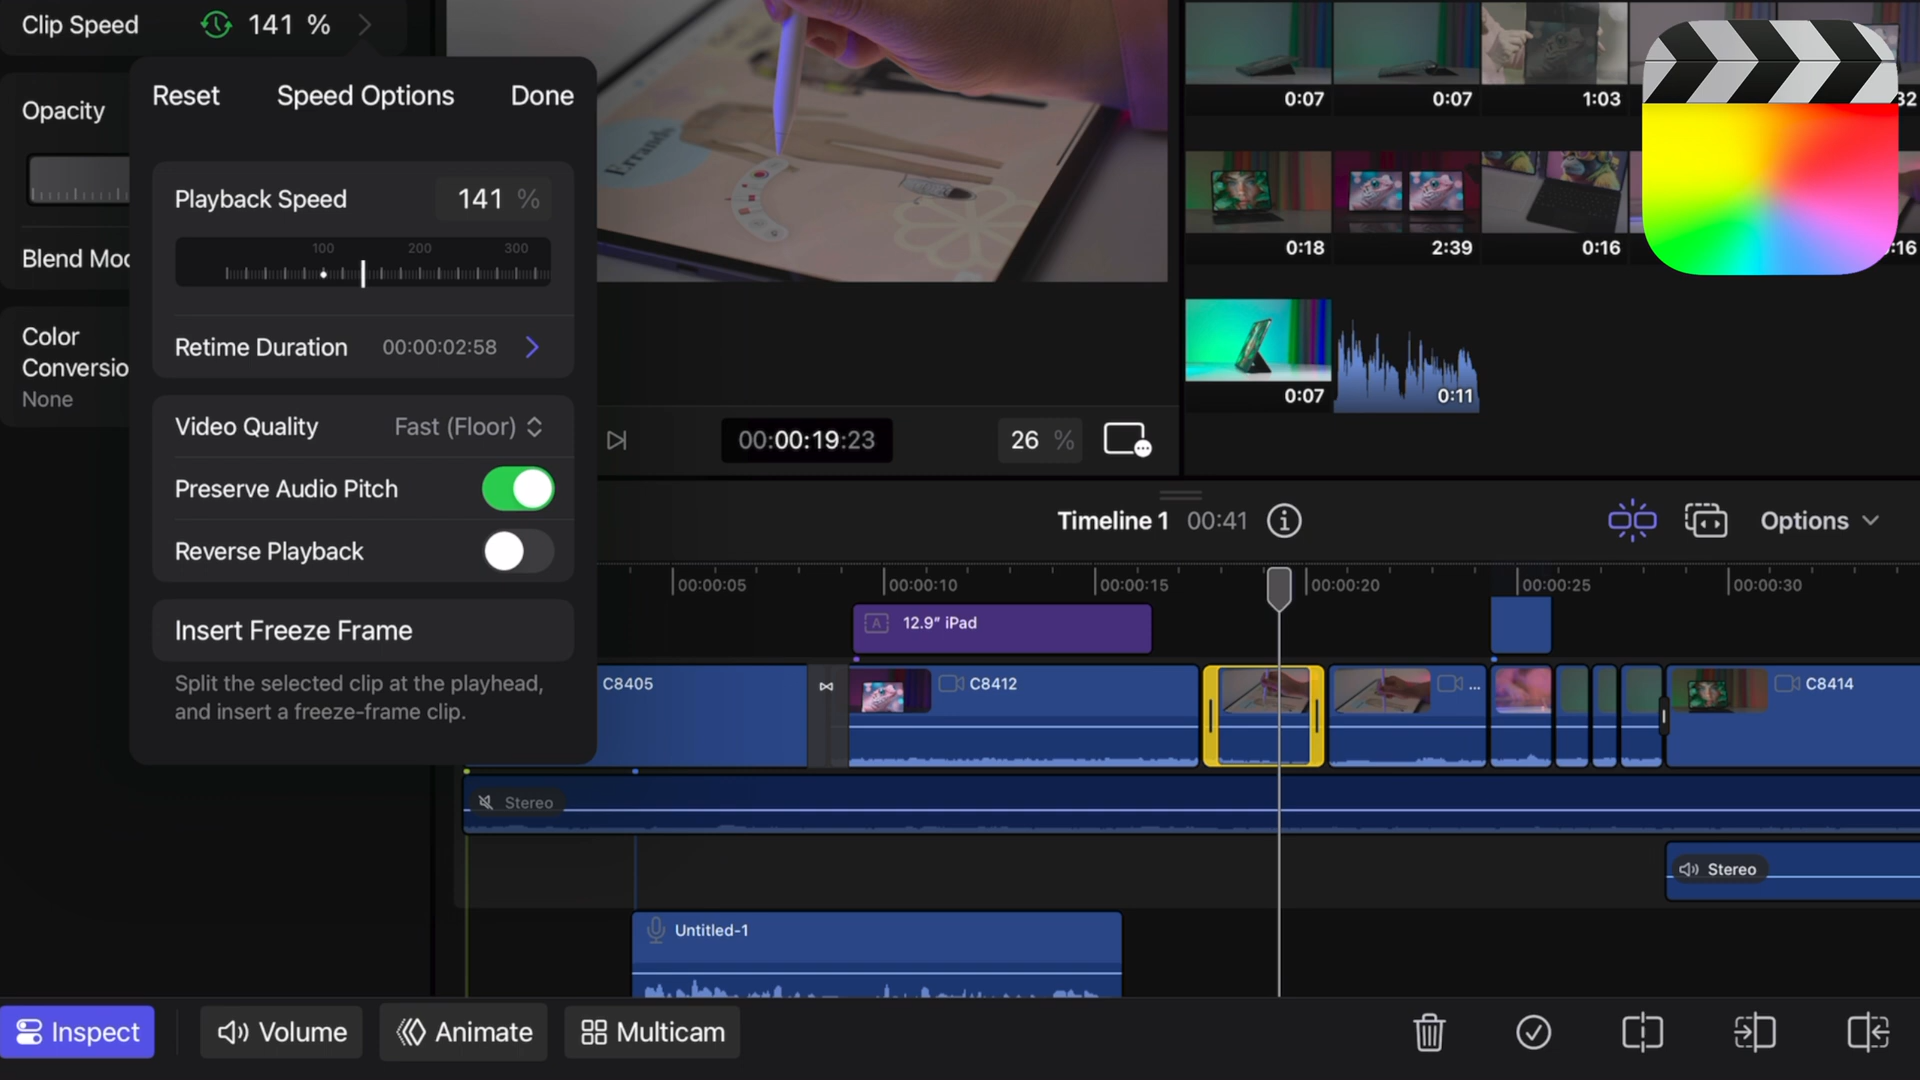 Clip Speed 141 %
Reset Speed Options Done
Opacity
Playback Speed 141 %
100 200 300
Blend Mod
Retime Duration 00:00:02:58
Color
Conversio
None
Video Quality Fast (Floor)
Preserve Audio Pitch
Reverse Playback
Insert Freeze Frame
Split the selected clip at the playhead,
and insert a freeze-frame clip.
Errands
0:07 0:07 1:03 32
0:18 2:39 0:16 :16
0:07 0:11
00:00:19:23 26 %
Timeline 1 00:41 Options
00:00:05 00:00:10 00:00:15 00:00:20 00:00:25 00:00:30
A 12.9" iPad
C8405 C8412 ... C8414
Stereo
Stereo
Untitled-1
Inspect Volume Animate Multicam